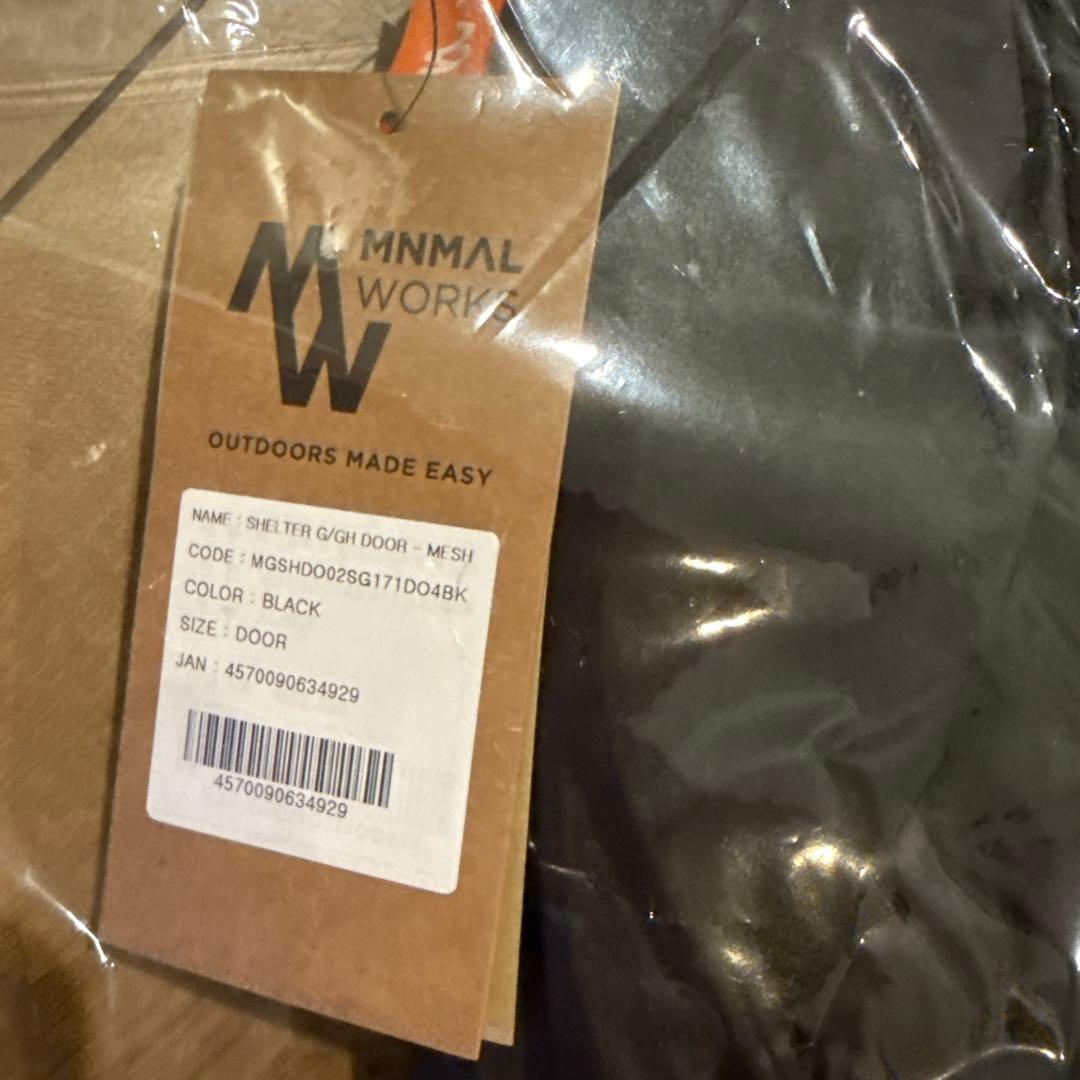 MW
MNMAL
WORKS
OUTDOORS MADE EASY
NAME : SHELTER G/GH DOOR - MESH
CODE : MGSHDO02SG171DO4BK
COLOR : BLACK
SIZE : DOOR
JAN : 4570090634929
4570090634929